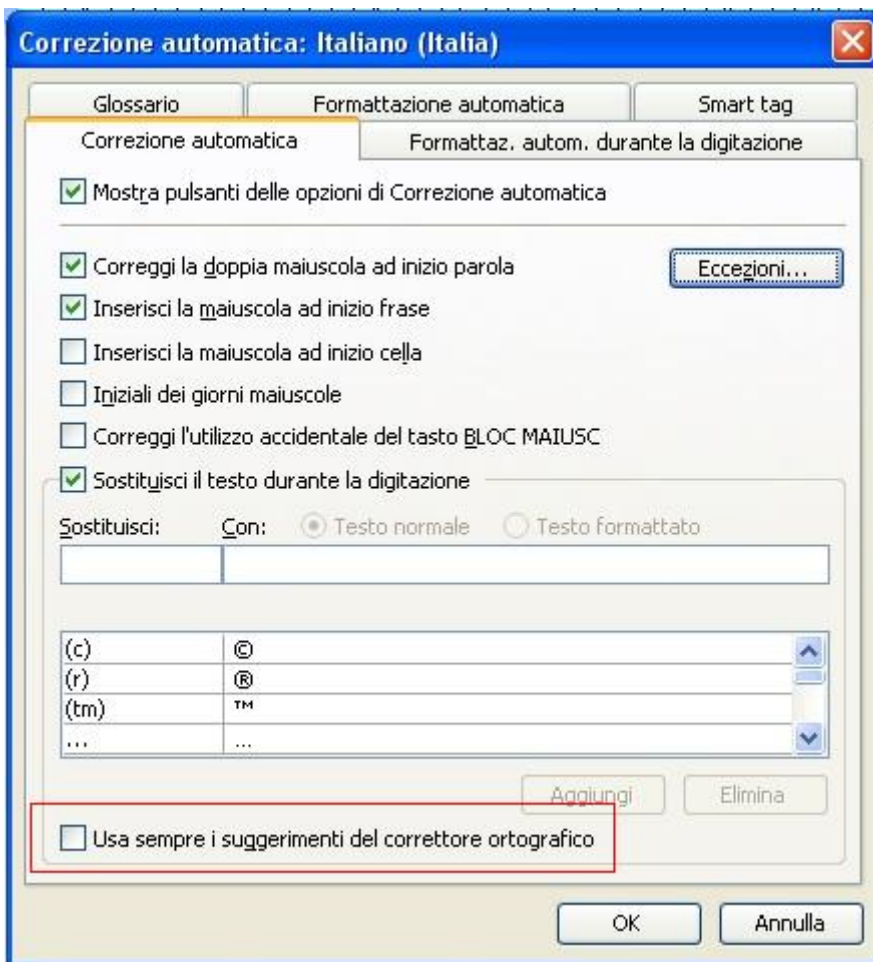 Correzione automatica: Italiano (Italia)
Glossario Formattazione automatica Smart tag
Correzione automatica Formattaz. autom. durante la digitazione
Mostra pulsanti delle opzioni di Correzione automatica
Correggi la doppia maiuscola ad inizio parola Eccezioni...
Inserisci la maiuscola ad inizio frase
Inserisci la maiuscola ad inizio cella
Iniziali dei giorni maiuscole
Correggi l'utilizzo accidentale del tasto BLOC MAIUSC
Sostituisci il testo durante la digitazione
Sostituisci: Con: Testo normale Testo formattato
(c) ©
(r) ®
(tm) ™
... ...
Aggiungi Elimina
Usa sempre i suggerimenti del correttore ortografico
OK Annulla